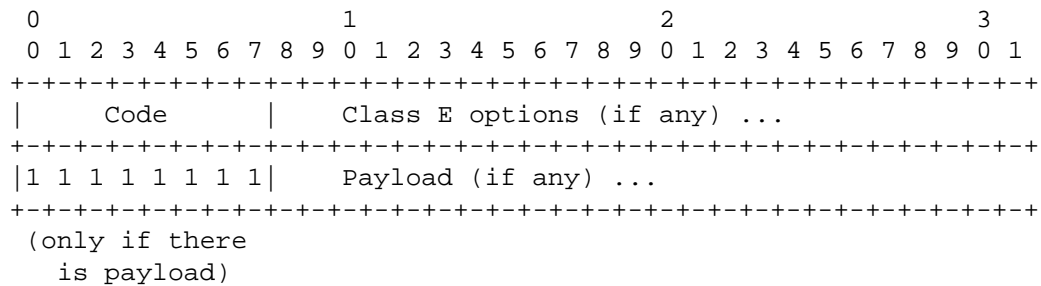 0                   1                   2                   3
 0 1 2 3 4 5 6 7 8 9 0 1 2 3 4 5 6 7 8 9 0 1 2 3 4 5 6 7 8 9 0 1
+-+-+-+-+-+-+-+-+-+-+-+-+-+-+-+-+-+-+-+-+-+-+-+-+-+-+-+-+-+-+-+-+
|     Code      |    Class E options (if any) ...
+-+-+-+-+-+-+-+-+-+-+-+-+-+-+-+-+-+-+-+-+-+-+-+-+-+-+-+-+-+-+-+-+
|1 1 1 1 1 1 1 1|    Payload (if any) ...
+-+-+-+-+-+-+-+-+-+-+-+-+-+-+-+-+-+-+-+-+-+-+-+-+-+-+-+-+-+-+-+-+
 (only if there
   is payload)